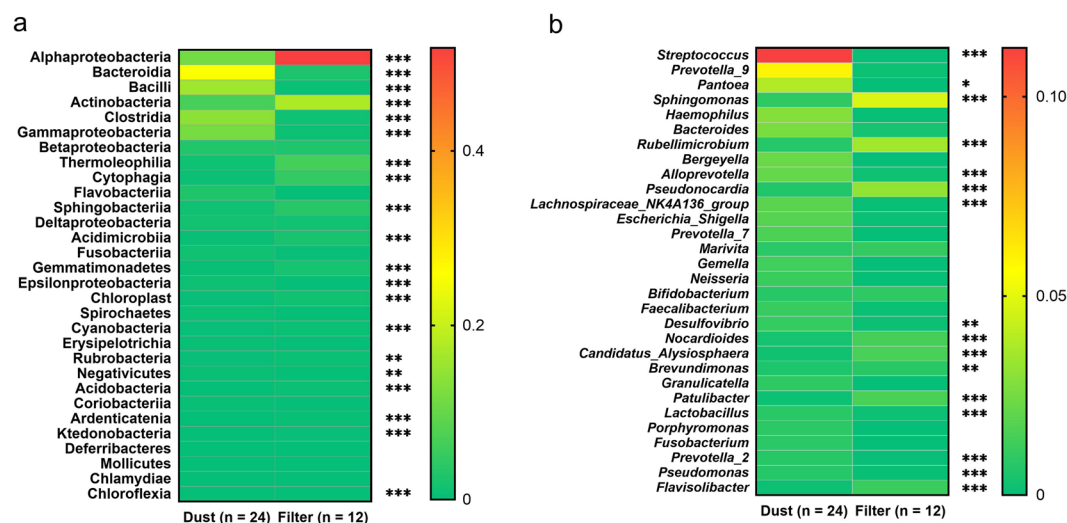 a
Alphaproteobacteria ***
Bacteroidia ***
Bacilli ***
Actinobacteria ***
Clostridia ***
Gammaproteobacteria ***
Betaproteobacteria
Thermoleophilia ***
Cytophagia ***
Flavobacteriia
Sphingobacteriia ***
Deltaproteobacteria
Acidimicrobiia ***
Fusobacteriia
Gemmatimonadetes ***
Epsilonproteobacteria ***
Chloroplast ***
Spirochaetes
Cyanobacteria ***
Erysipelotrichia
Rubrobacteria **
Negativicutes **
Acidobacteria ***
Coriobacteriia
Ardenticatenia ***
Ktedonobacteria ***
Deferribacteres
Mollicutes
Chlamydiae
Chloroflexia ***
Dust (n = 24) Filter (n = 12)
0.4
0.2
0
b
Streptococcus ***
Prevotella_9
Pantoea *
Sphingomonas ***
Haemophilus
Bacteroides
Rubellimicrobium ***
Bergeyella
Alloprevotella ***
Pseudonocardia ***
Lachnospiraceae_NK4A136_group ***
Escherichia_Shigella
Prevotella_7
Marivita
Gemella
Neisseria
Bifidobacterium
Faecalibacterium
Desulfovibrio **
Nocardioides ***
Candidatus_Alysiosphaera ***
Brevundimonas **
Granulicatella
Patulibacter ***
Lactobacillus ***
Porphyromonas
Fusobacterium
Prevotella_2 ***
Pseudomonas ***
Flavisolibacter ***
Dust (n = 24) Filter (n = 12)
0.10
0.05
0